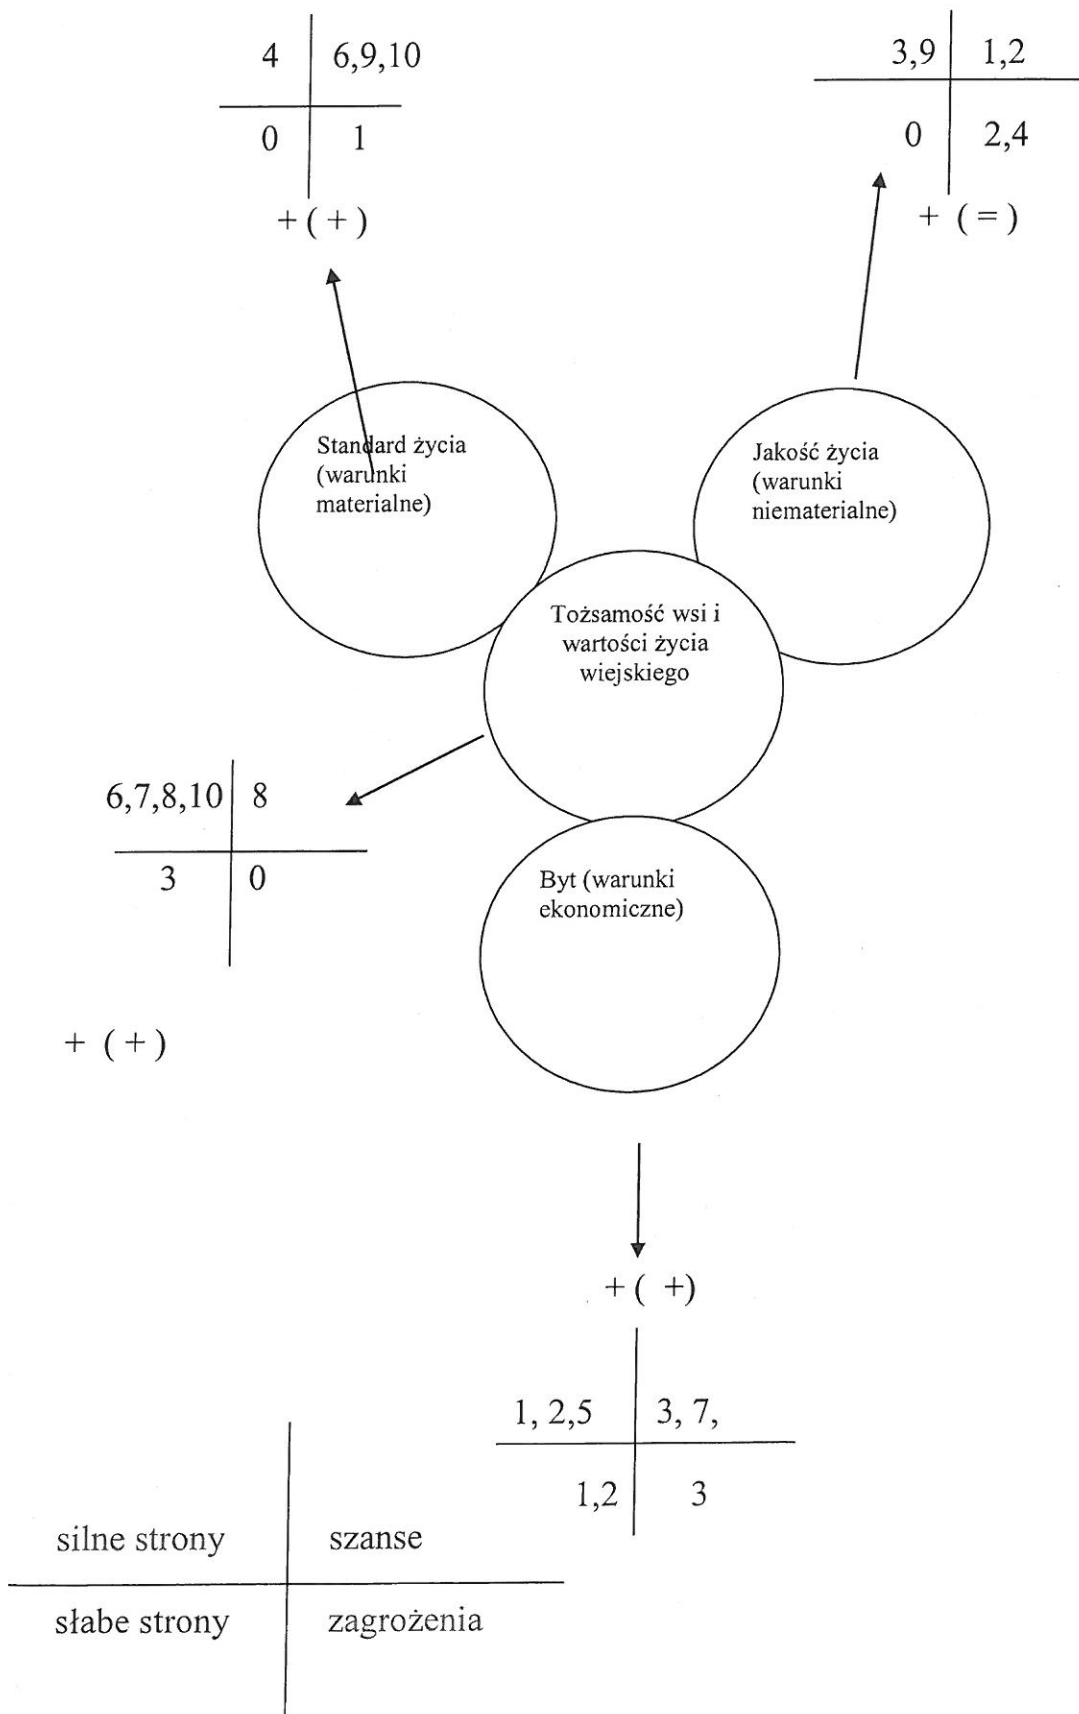 4 6,9,10
0 1
+ ( + )
3,9 1,2
0 2,4
+ ( = )
Standard życia
(warunki
materialne)
Jakość życia
(warunki
niematerialne)
Tożsamość wsi i
wartości życia
wiejskiego
6,7,8,10 8
3 0
+ ( + )
Byt (warunki
ekonomiczne)
+ ( +)
1, 2,5 3, 7,
1,2 3
silne strony szanse
słabe strony zagrożenia